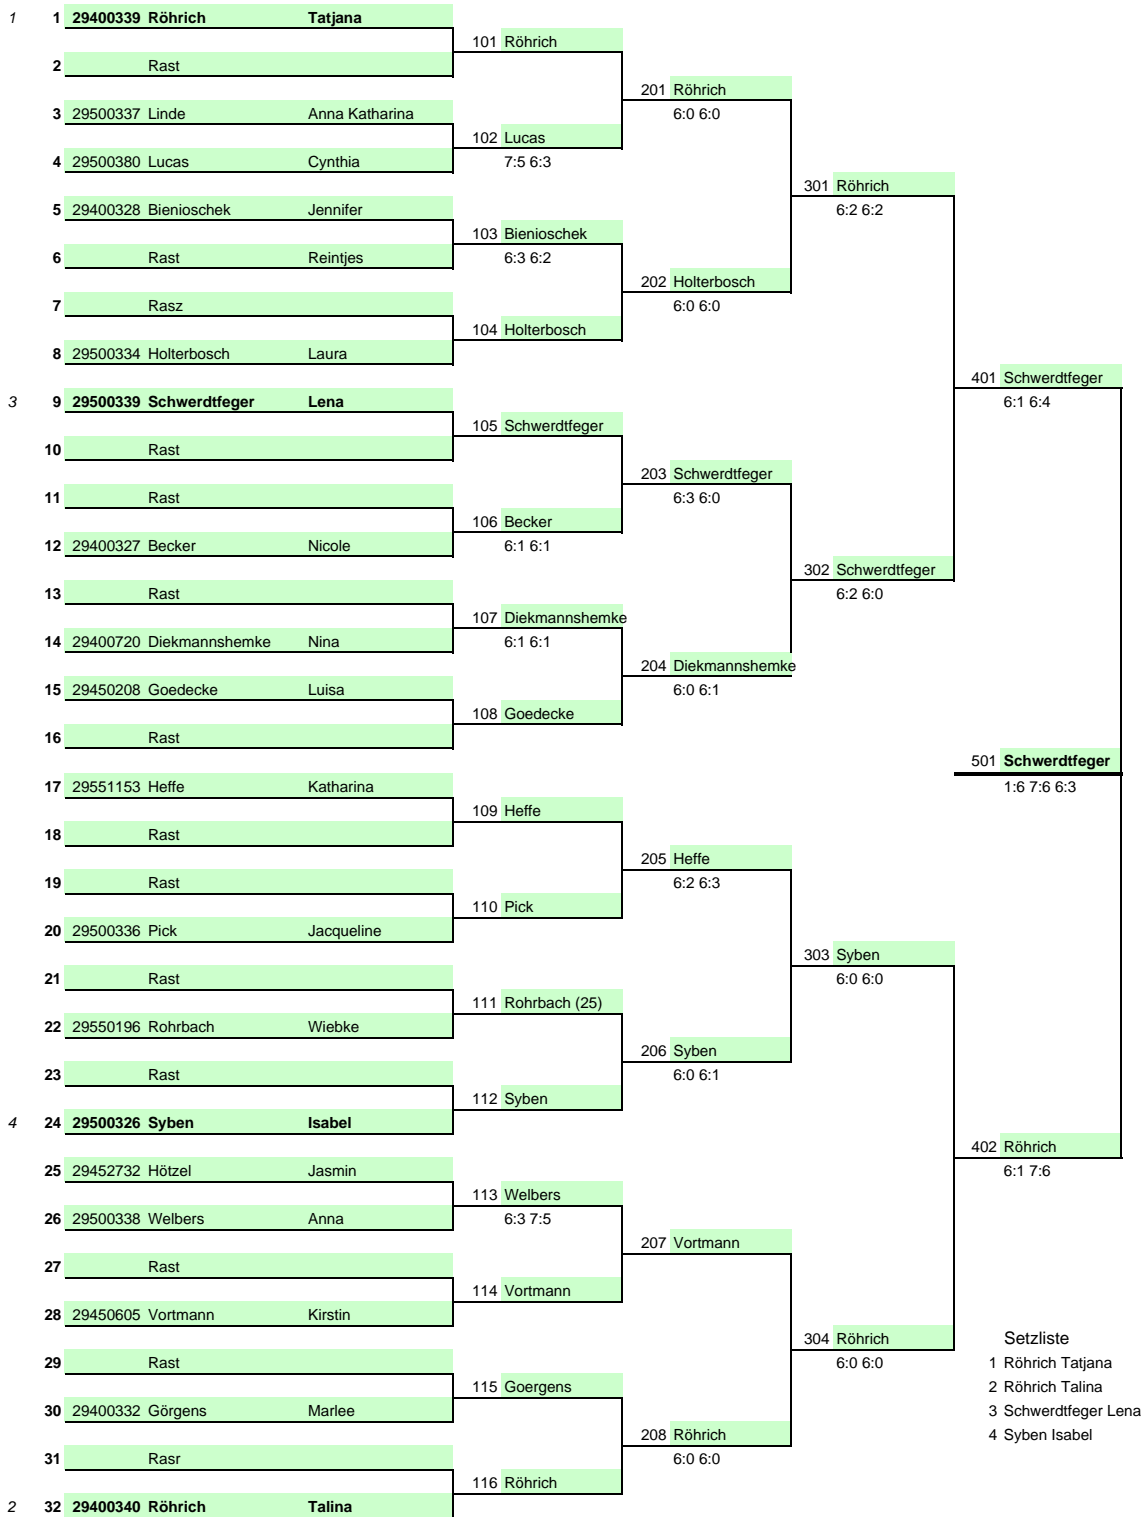 1 1 29400339 Röhrich Tatjana
101 Röhrich
2 Rast
201 Röhrich
3 29500337 Linde Anna Katharina 6:0 6:0
102 Lucas
4 29500380 Lucas Cynthia 7:5 6:3
301 Röhrich
5 29400328 Bienioschek Jennifer 6:2 6:2
103 Bienioschek
6 Rast Reintjes 6:3 6:2
202 Holterbosch
7 Rasz 6:0 6:0
104 Holterbosch
8 29500334 Holterbosch Laura
401 Schwerdtfeger
3 9 29500339 Schwerdtfeger Lena 6:1 6:4
105 Schwerdtfeger
10 Rast
203 Schwerdtfeger
11 Rast 6:3 6:0
106 Becker
12 29400327 Becker Nicole 6:1 6:1
302 Schwerdtfeger
13 Rast 6:2 6:0
107 Diekmannshemke
14 29400720 Diekmannshemke Nina 6:1 6:1
204 Diekmannshemke
15 29450208 Goedecke Luisa 6:0 6:1
108 Goedecke
16 Rast
501 Schwerdtfeger
17 29551153 Heffe Katharina 1:6 7:6 6:3
109 Heffe
18 Rast
205 Heffe
19 Rast 6:2 6:3
110 Pick
20 29500336 Pick Jacqueline
303 Syben
21 Rast 6:0 6:0
111 Rohrbach (25)
22 29550196 Rohrbach Wiebke
206 Syben
23 Rast 6:0 6:1
112 Syben
4 24 29500326 Syben Isabel
402 Röhrich
25 29452732 Hötzel Jasmin 6:1 7:6
113 Welbers
26 29500338 Welbers Anna 6:3 7:5
207 Vortmann
27 Rast
114 Vortmann
28 29450605 Vortmann Kirstin
304 Röhrich Setzliste
29 Rast 6:0 6:0 1 Röhrich Tatjana
115 Goergens 2 Röhrich Talina
30 29400332 Görgens Marlee 3 Schwerdtfeger Lena
208 Röhrich 4 Syben Isabel
31 Rasr 6:0 6:0
116 Röhrich
2 32 29400340 Röhrich Talina